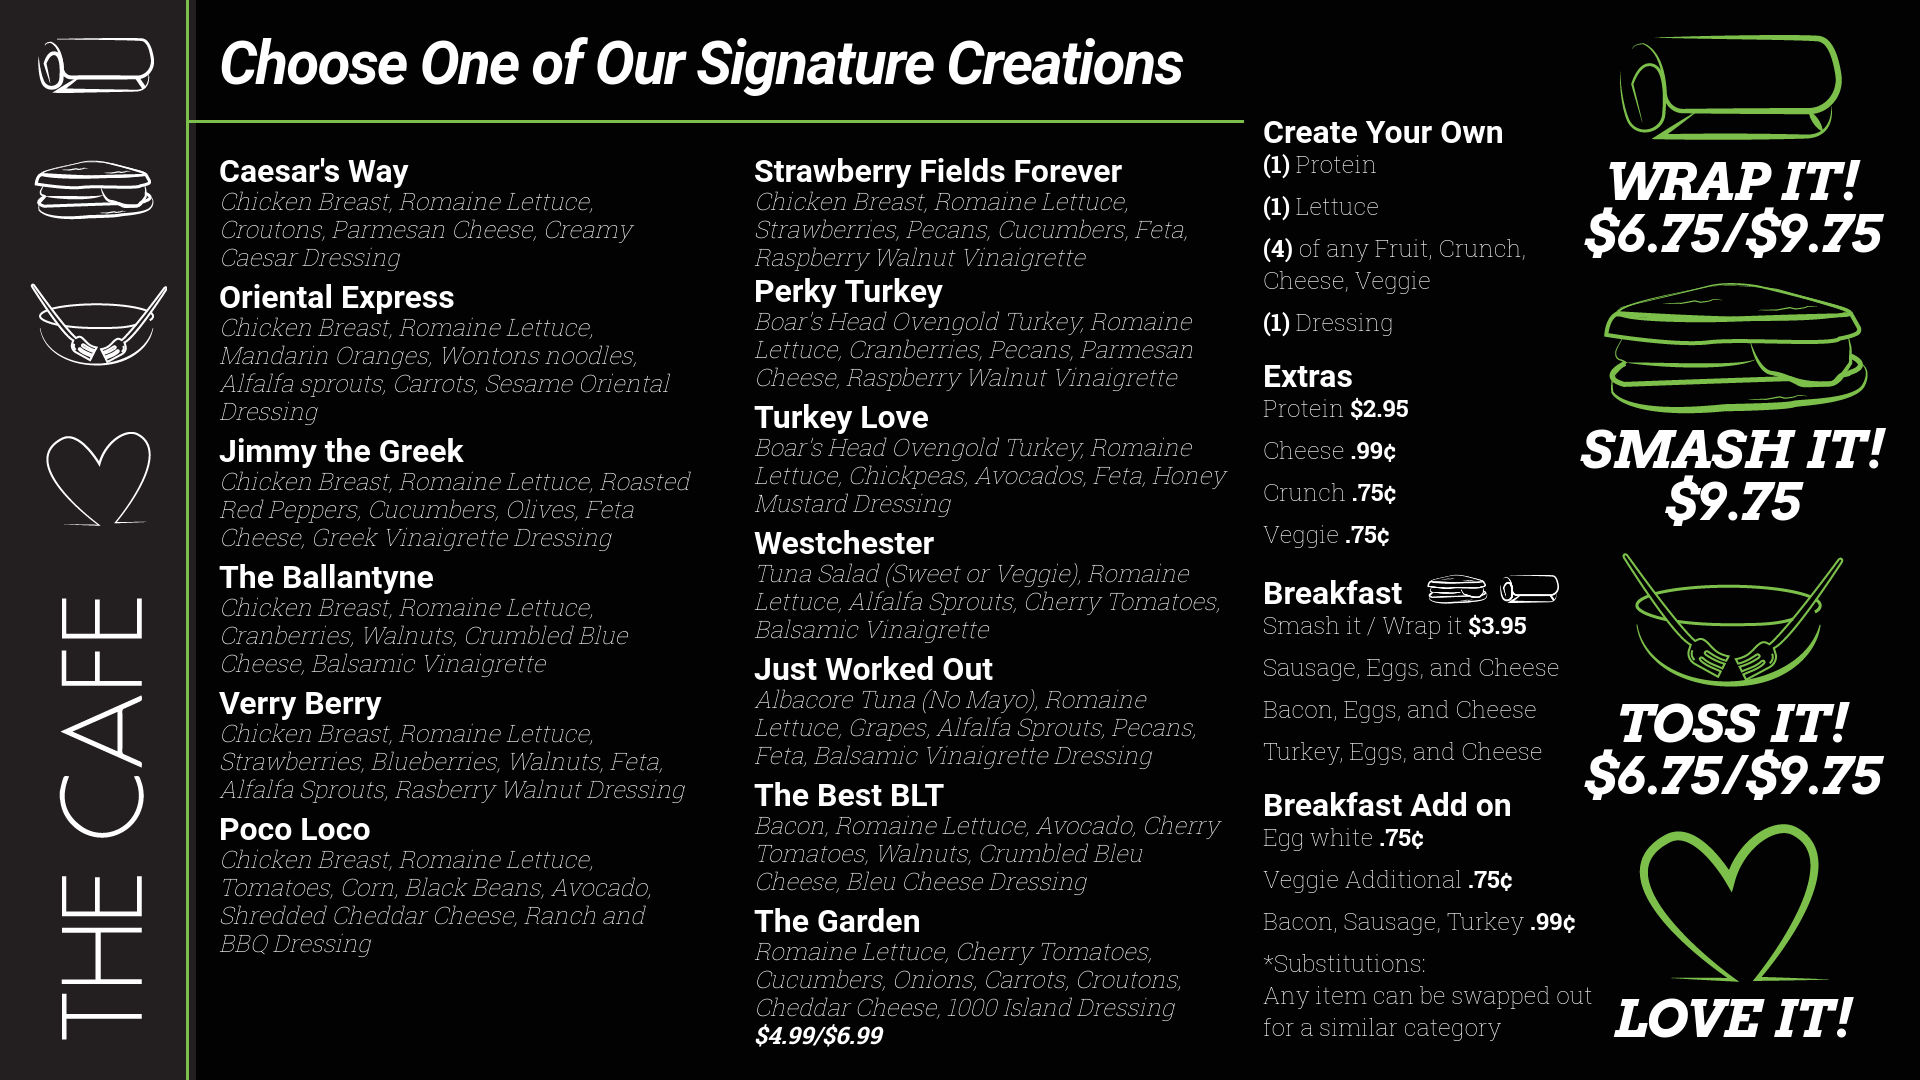 THE CAFE
Choose One of Our Signature Creations
Caesar's Way
Chicken Breast, Romaine Lettuce,
Croutons, Parmesan Cheese, Creamy
Caesar Dressing
Oriental Express
Chicken Breast, Romaine Lettuce,
Mandarin Oranges, Wontons noodles,
Alfalfa sprouts, Carrots, Sesame Oriental
Dressing
Jimmy the Greek
Chicken Breast, Romaine Lettuce, Roasted
Red Peppers, Cucumbers, Olives, Feta
Cheese, Greek Vinaigrette Dressing
The Ballantyne
Chicken Breast, Romaine Lettuce,
Cranberries, Walnuts, Crumbled Blue
Cheese, Balsamic Vinaigrette
Verry Berry
Chicken Breast, Romaine Lettuce,
Strawberries, Blueberries, Walnuts, Feta,
Alfalfa Sprouts, Rasberry Walnut Dressing
Poco Loco
Chicken Breast, Romaine Lettuce,
Tomatoes, Corn, Black Beans, Avocado,
Shredded Cheddar Cheese, Ranch and
BBQ Dressing
Strawberry Fields Forever
Chicken Breast, Romaine Lettuce,
Strawberries, Pecans, Cucumbers, Feta,
Raspberry Walnut Vinaigrette
Perky Turkey
Boar's Head Ovengold Turkey, Romaine
Lettuce, Cranberries, Pecans, Parmesan
Cheese, Raspberry Walnut Vinaigrette
Turkey Love
Boar's Head Ovengold Turkey, Romaine
Lettuce, Chickpeas, Avocados, Feta, Honey
Mustard Dressing
Westchester
Tuna Salad (Sweet or Veggie), Romaine
Lettuce, Alfalfa Sprouts, Cherry Tomatoes,
Balsamic Vinaigrette
Just Worked Out
Albacore Tuna (No Mayo), Romaine
Lettuce, Grapes, Alfalfa Sprouts, Pecans,
Feta, Balsamic Vinaigrette Dressing
The Best BLT
Bacon, Romaine Lettuce, Avocado, Cherry
Tomatoes, Walnuts, Crumbled Bleu
Cheese, Bleu Cheese Dressing
The Garden
Romaine Lettuce, Cherry Tomatoes,
Cucumbers, Onions, Carrots, Croutons,
Cheddar Cheese, 1000 Island Dressing
$4.99/$6.99
Create Your Own
(1) Protein
(1) Lettuce
(4) of any Fruit, Crunch,
Cheese, Veggie
(1) Dressing
Extras
Protein $2.95
Cheese .99¢
Crunch .75¢
Veggie .75¢
Breakfast
Smash it / Wrap it $3.95
Sausage, Eggs, and Cheese
Bacon, Eggs, and Cheese
Turkey, Eggs, and Cheese
Breakfast Add on
Egg white .75¢
Veggie Additional .75¢
Bacon, Sausage, Turkey .99¢
*Substitutions:
Any item can be swapped out
for a similar category
WRAP IT!
$6.75/$9.75
SMASH IT!
$9.75
TOSS IT!
$6.75/$9.75
LOVE IT!